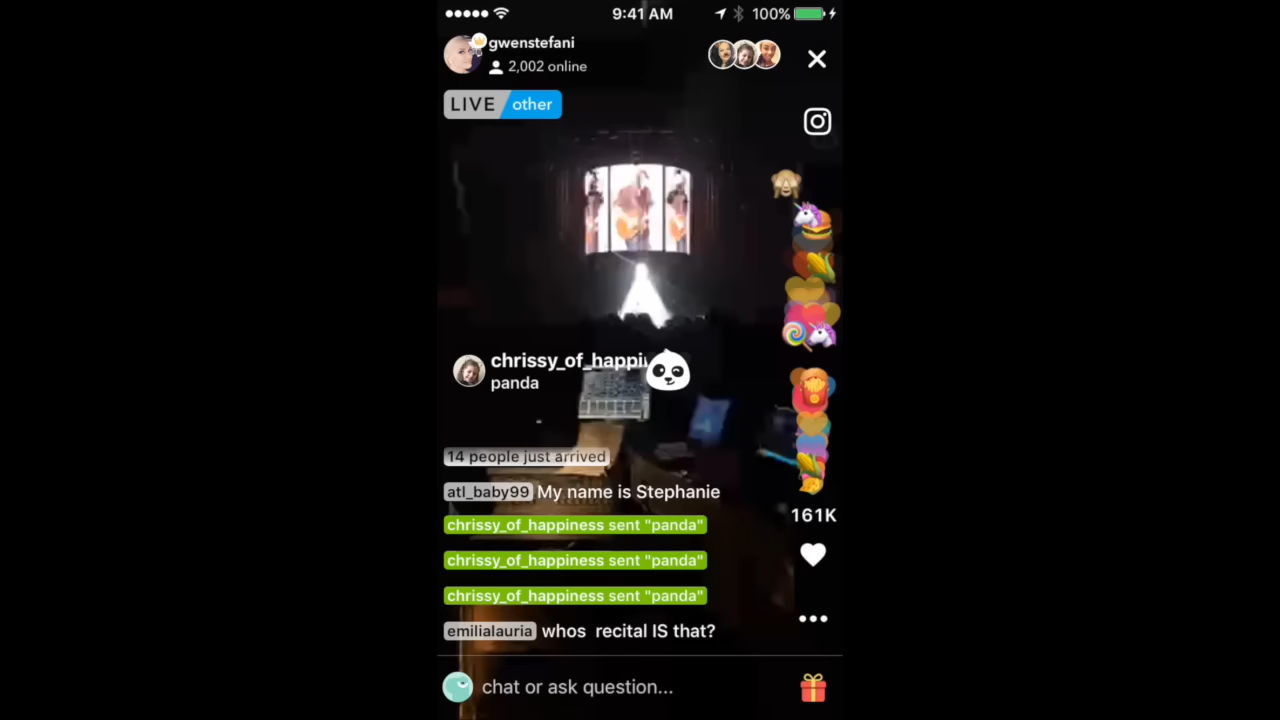 9:41 AM
100%
gwenstefani
2,002 online
LIVE other
chrissy_of_happi
panda
14 people just arrived
atl_baby99 My name is Stephanie
chrissy_of_happiness sent "panda"
chrissy_of_happiness sent "panda"
chrissy_of_happiness sent "panda"
161K
emilialauria whos recital IS that?
chat or ask question...